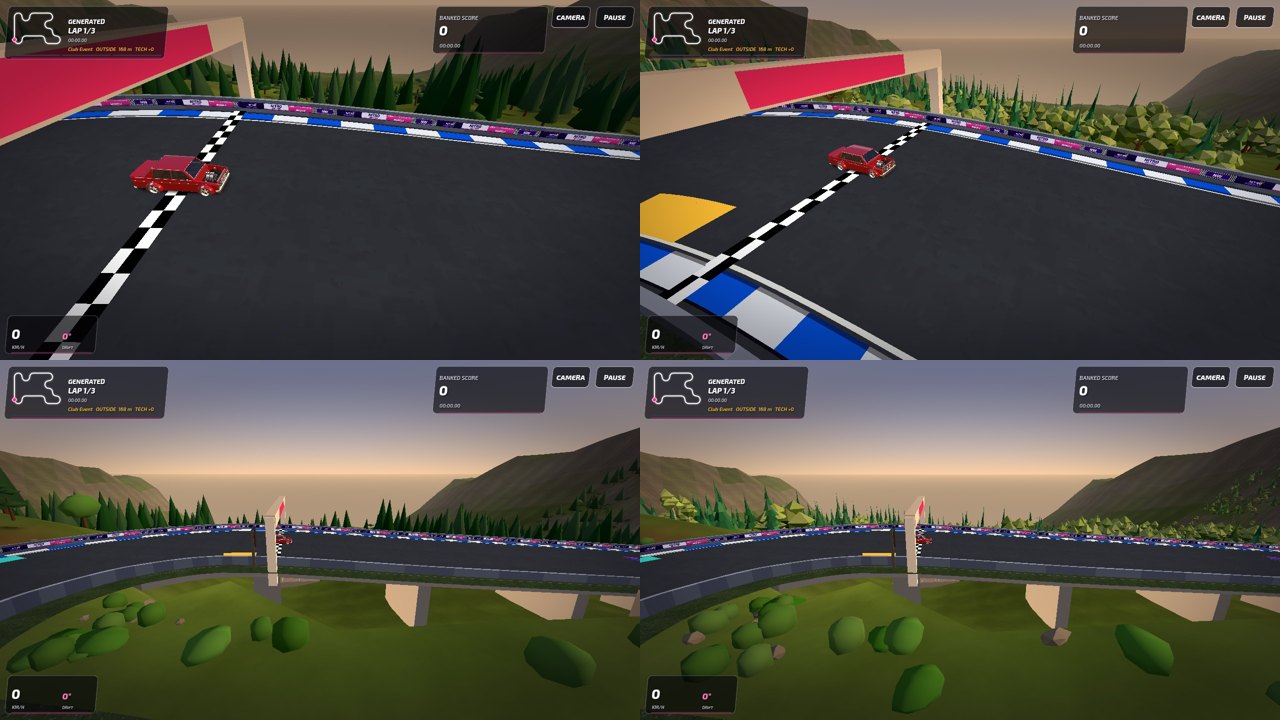 GENERATED
LAP 1/3
00:00.00
Club Event OUTSIDE 168 m TECH +0
BANKED SCORE
0
00:00.00
CAMERA
PAUSE
0
KM/H
0°
DRIFT
GENERATED
LAP 1/3
00:00.00
Club Event OUTSIDE 168 m TECH +0
BANKED SCORE
0
00:00.00
CAMERA
PAUSE
0
KM/H
0°
DRIFT
GENERATED
LAP 1/3
00:00.00
Club Event OUTSIDE 168 m TECH +0
BANKED SCORE
0
00:00.00
CAMERA
PAUSE
0
KM/H
0°
DRIFT
GENERATED
LAP 1/3
00:00.00
Club Event OUTSIDE 168 m TECH +0
BANKED SCORE
0
00:00.00
CAMERA
PAUSE
0
KM/H
0°
DRIFT